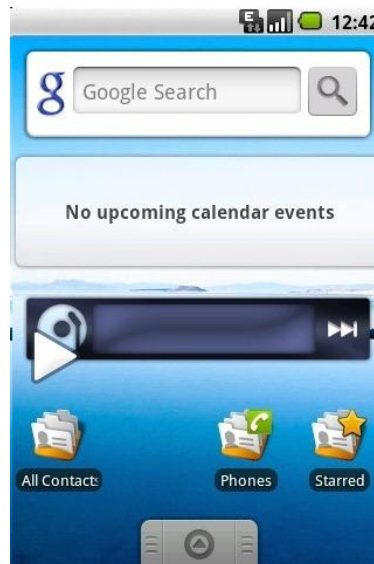 E 12:42
g Google Search
No upcoming calendar events
All Contacts Phones Starred